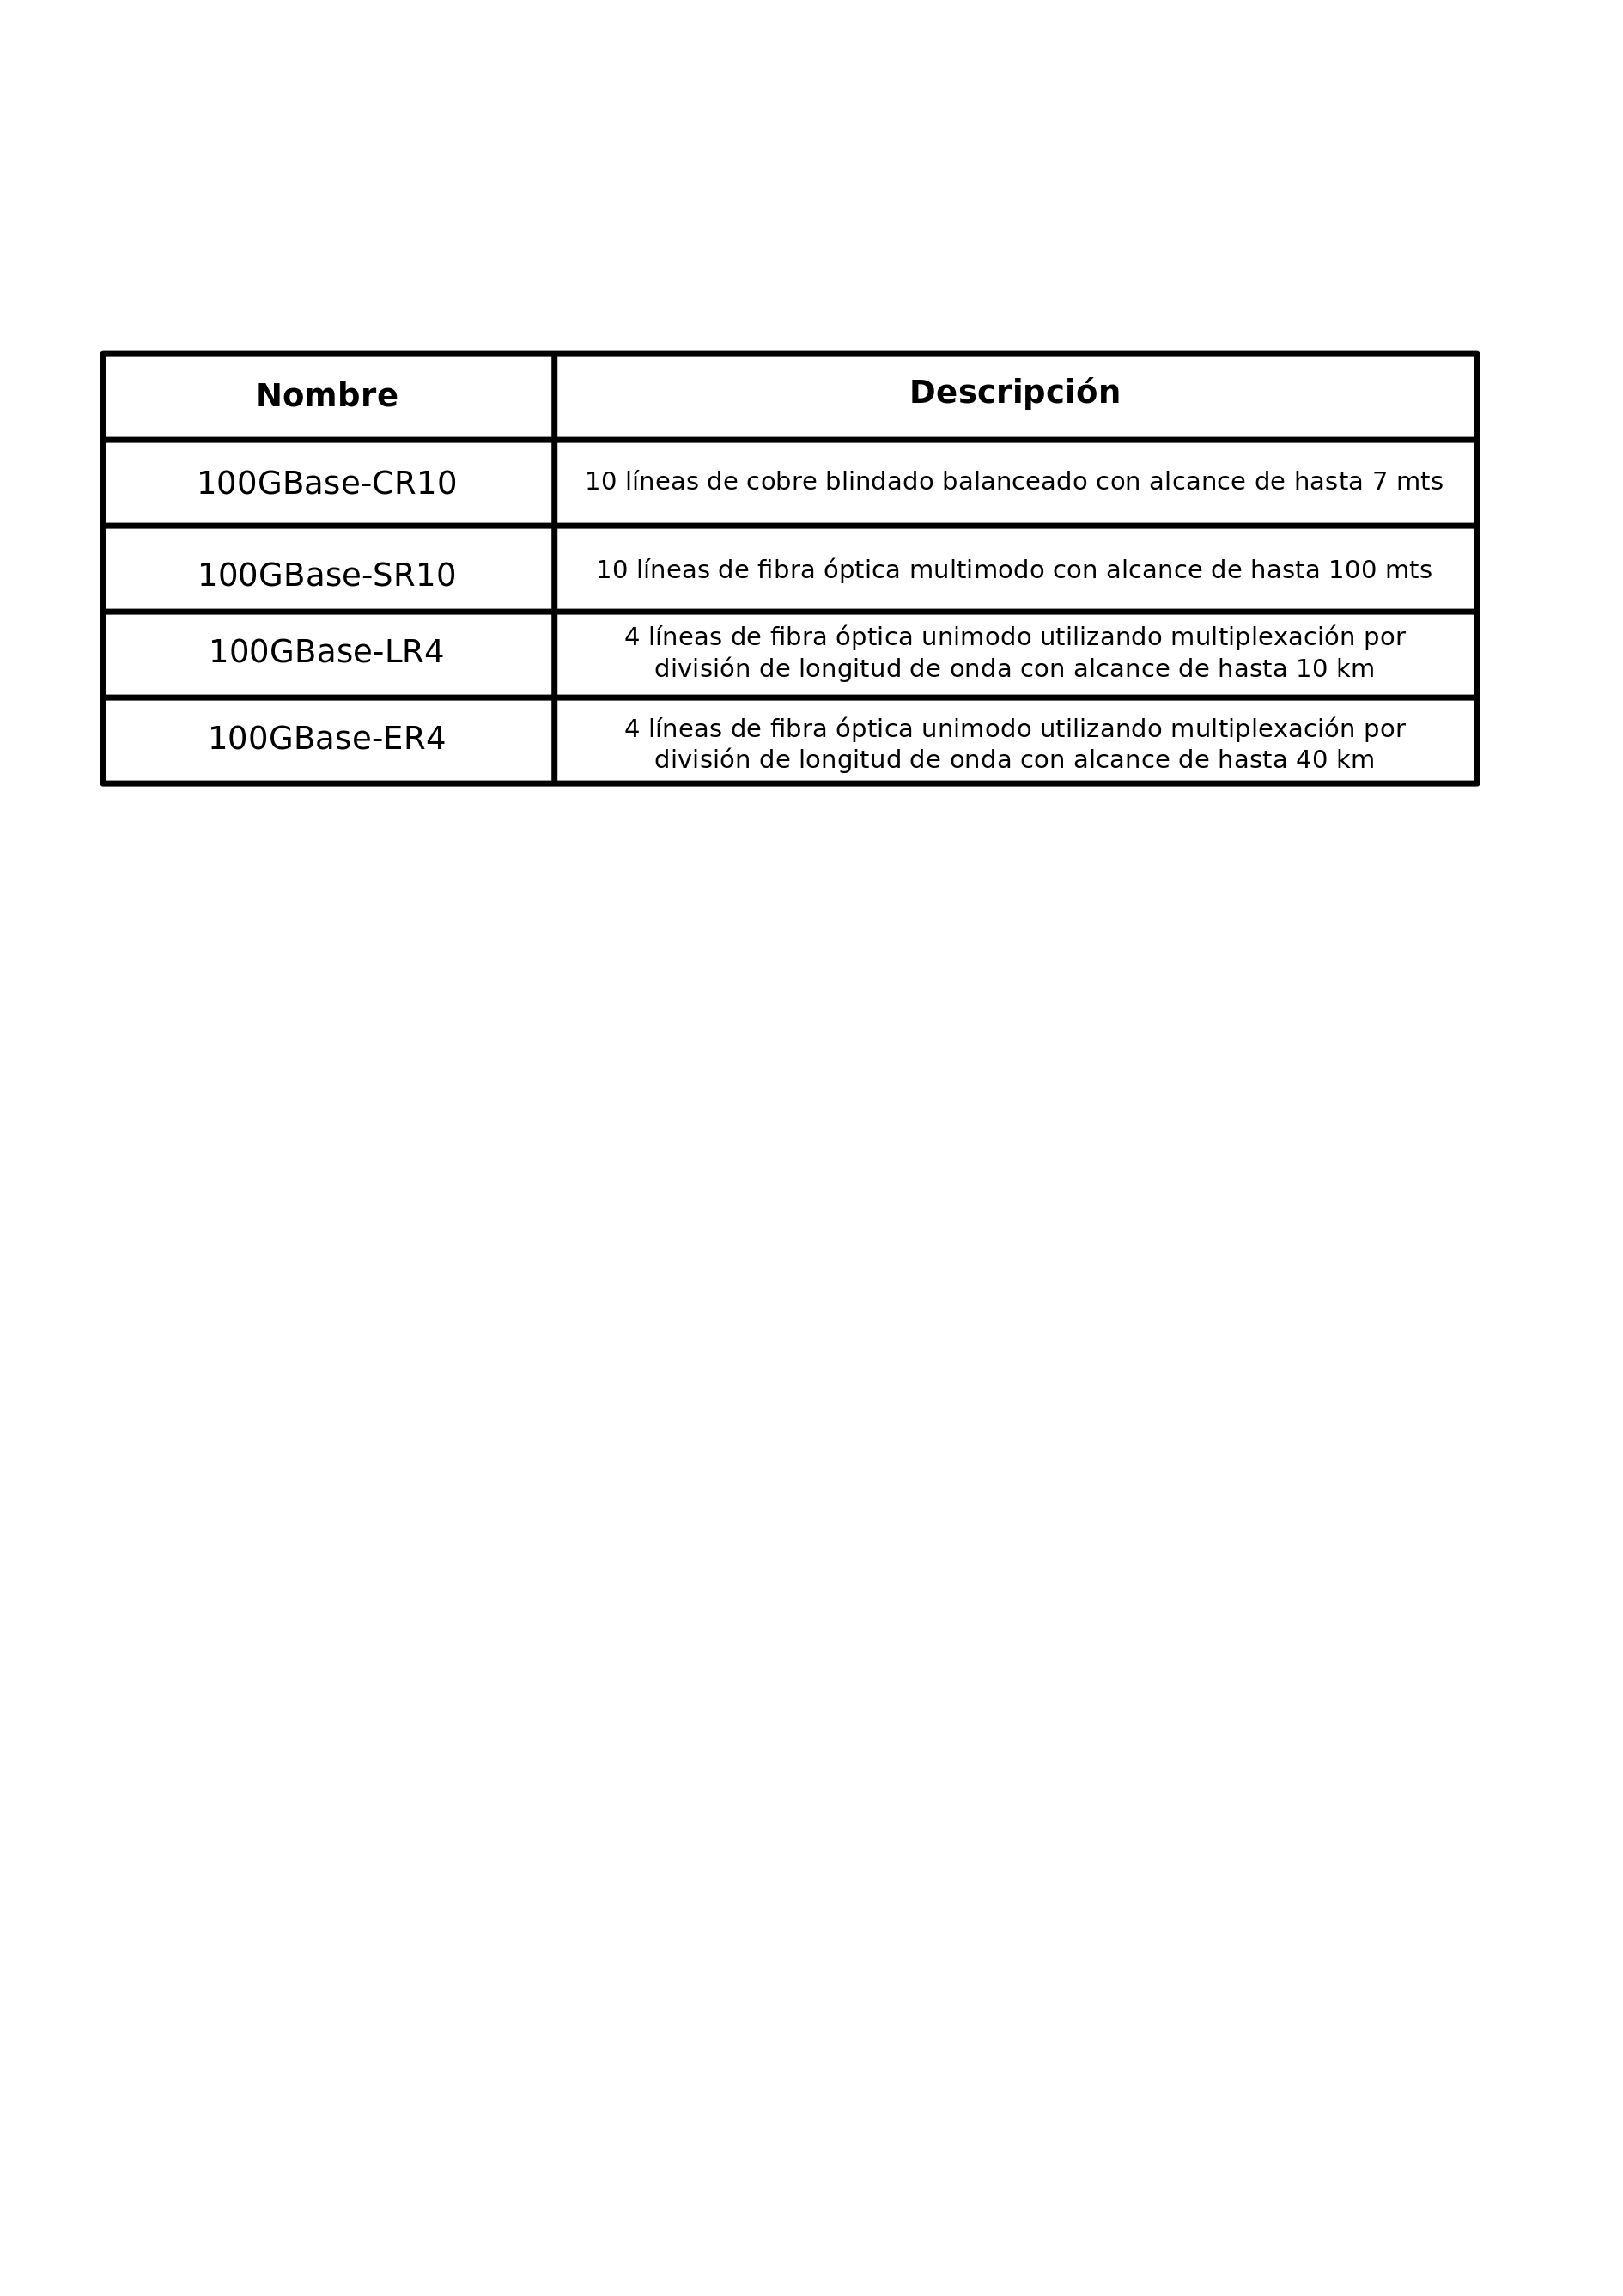 Nombre
Descripción
100GBase-CR10
10 líneas de cobre blindado balanceado con alcance de hasta 7 mts
100GBase-SR10
10 líneas de fibra óptica multimodo con alcance de hasta 100 mts
100GBase-LR4
4 líneas de fibra óptica unimodo utilizando multiplexación por
división de longitud de onda con alcance de hasta 10 km
100GBase-ER4
4 líneas de fibra óptica unimodo utilizando multiplexación por
división de longitud de onda con alcance de hasta 40 km